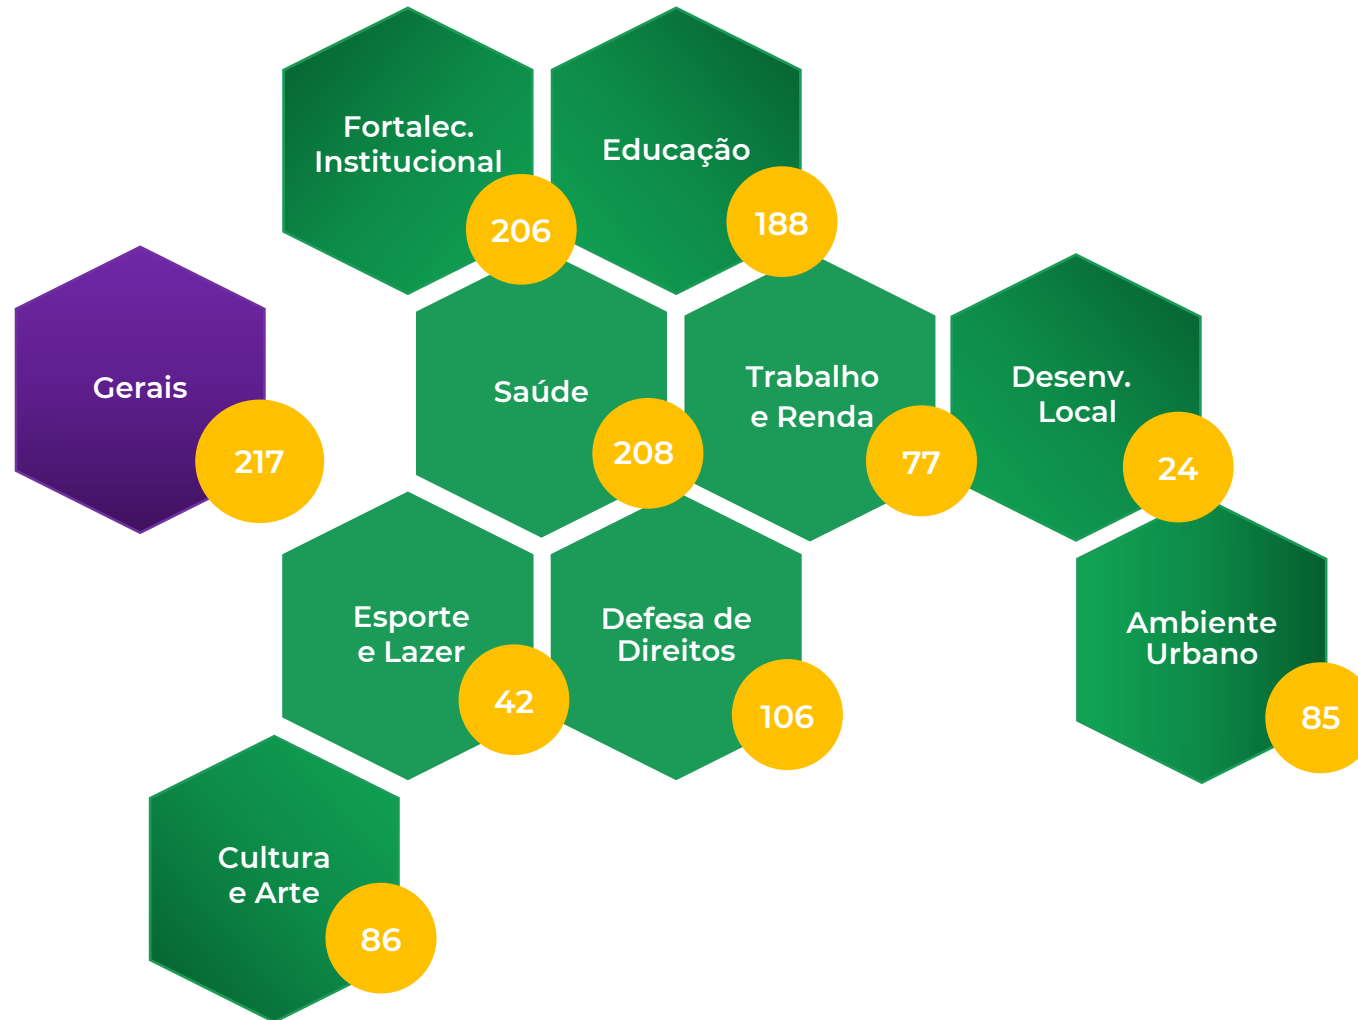 Fortalec.
Institucional
206
Educação
188
Gerais
217
Saúde
208
Trabalho
e Renda
77
Desenv.
Local
24
Esporte
e Lazer
42
Defesa de
Direitos
106
Ambiente
Urbano
85
Cultura
e Arte
86